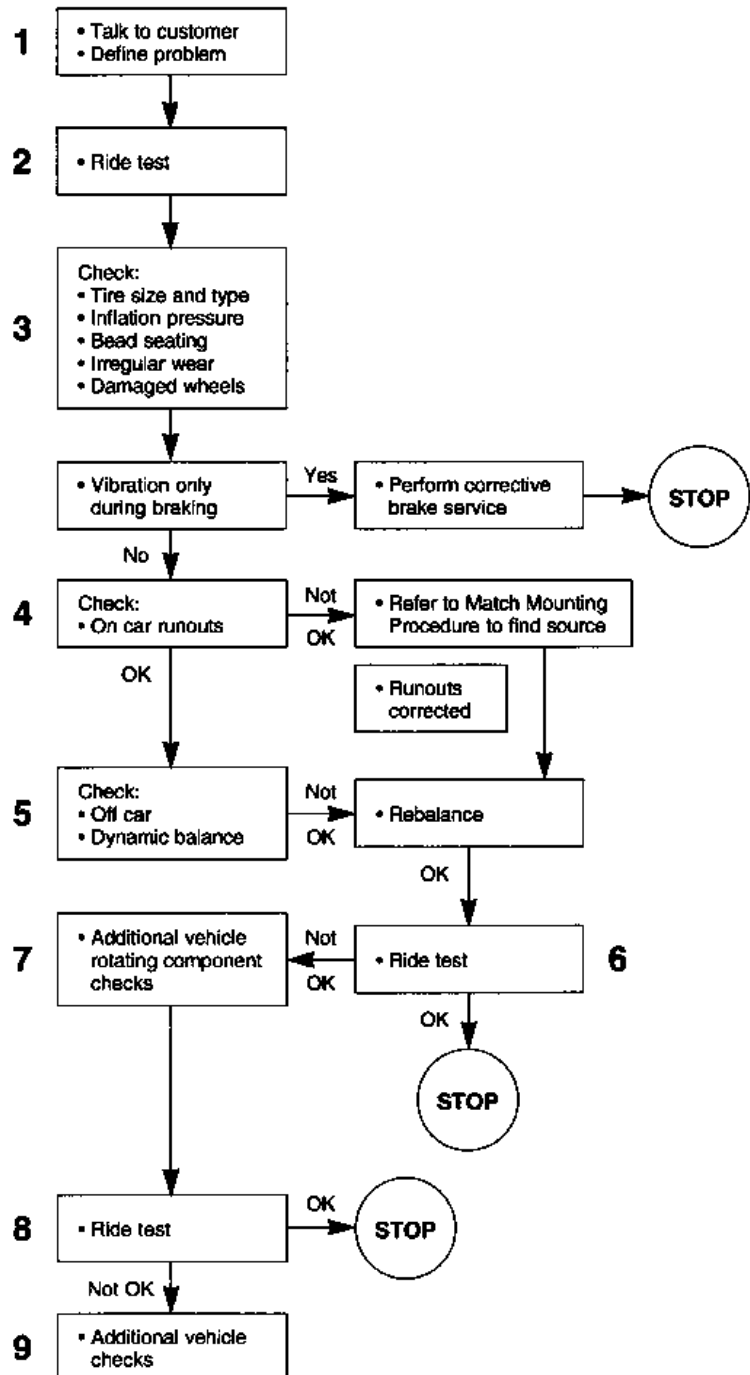 1
• Talk to customer
• Define problem
2
• Ride test
3
Check:
• Tire size and type
• Inflation pressure
• Bead seating
• Irregular wear
• Damaged wheels
• Vibration only
during braking
Yes
• Perform corrective
brake service
STOP
No
4
Check:
• On car runouts
Not
OK
• Refer to Match Mounting
Procedure to find source
OK
• Runouts
corrected
5
Check:
• Off car
• Dynamic balance
Not
OK
• Rebalance
OK
7
• Additional vehicle
rotating component
checks
Not
OK
• Ride test
6
OK
STOP
8
• Ride test
OK
STOP
Not OK
9
• Additional vehicle
checks